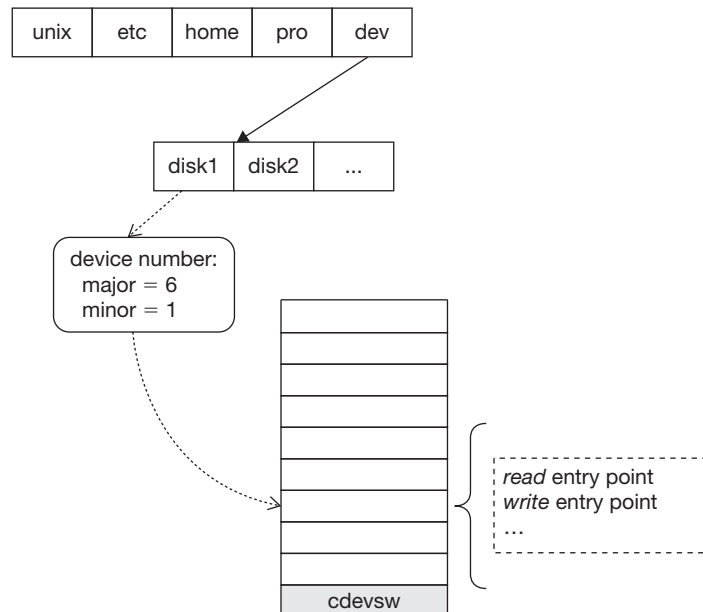 unix etc home pro dev
disk1 disk2 ...
device number:
major = 6
minor = 1
read entry point
write entry point
...
cdevsw